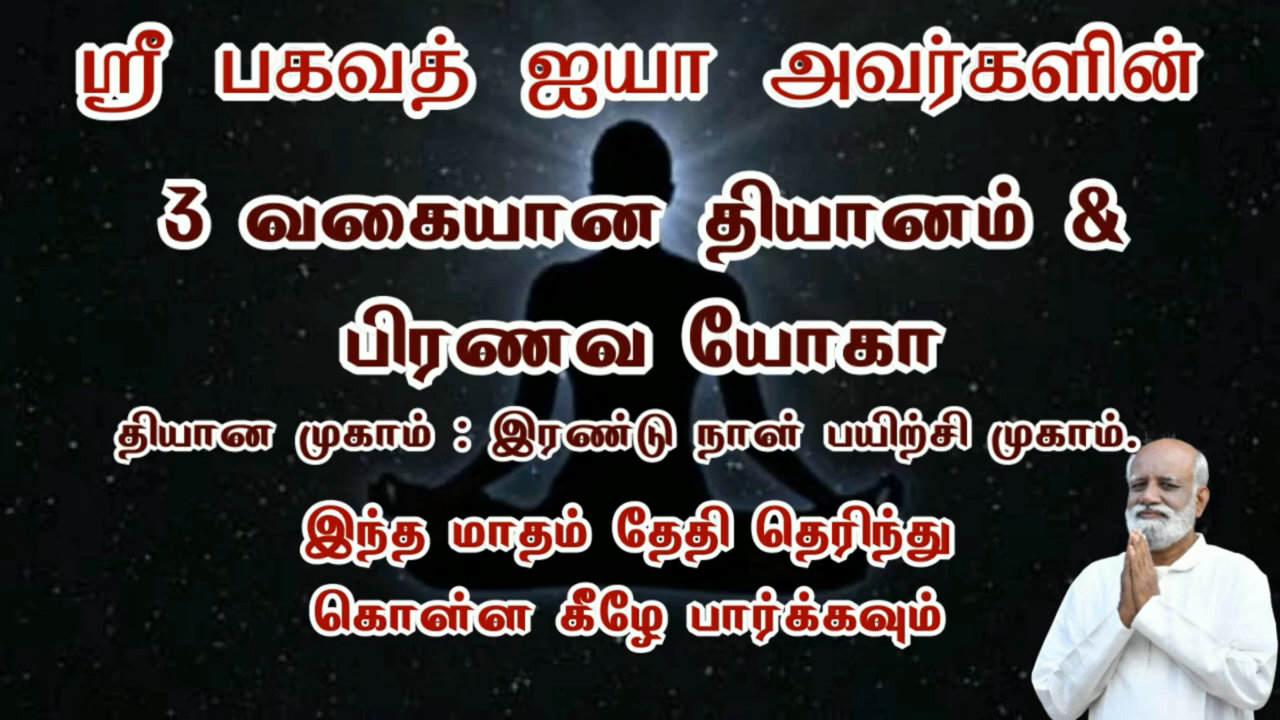 ஸ்ரீ பகவத் ஐயா அவர்களின்
3 வகையான தியானம் &
பிரணவ யோகா
தியான முகாம் : இரண்டு நாள் பயிற்சி முகாம்.
இந்த மாதம் தேதி தெரிந்து
கொள்ள கீழே பார்க்கவும்